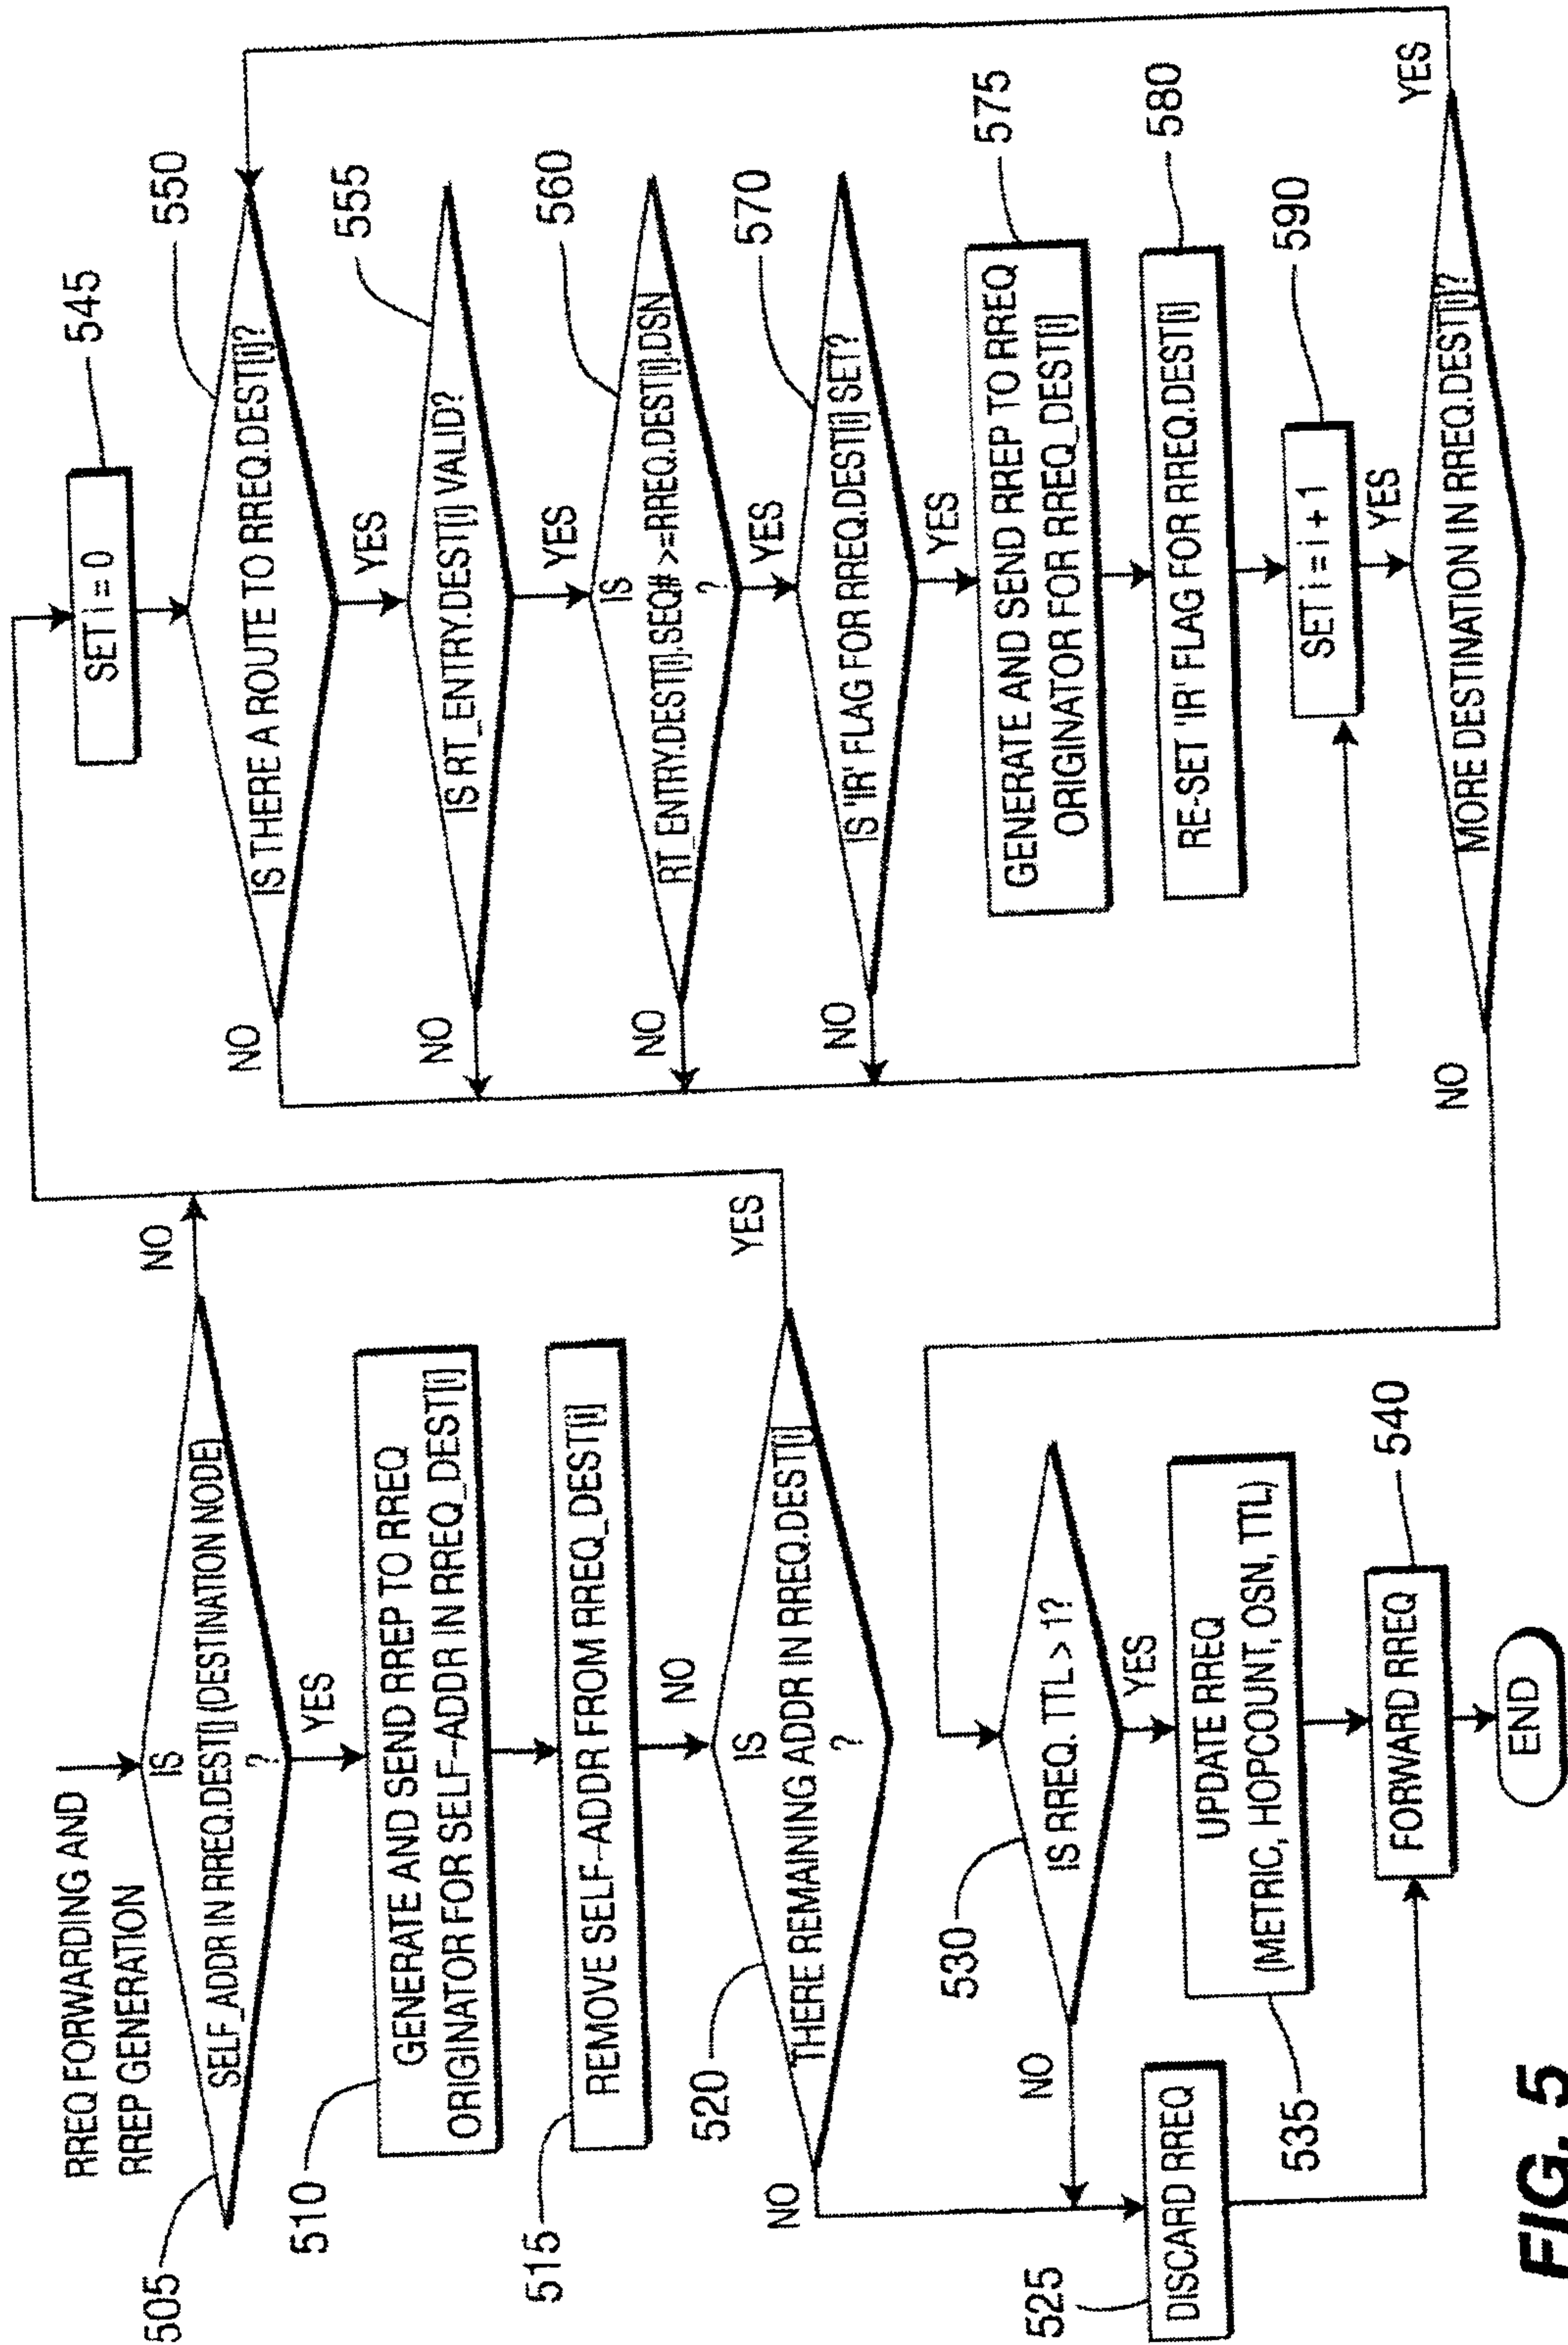 RREQ FORWARDING AND
RREP GENERATION
505
IS
SELF_ADDR IN RREQ.DEST[] (DESTINATION NODE)
?
NO
YES
510
GENERATE AND SEND RREP TO RREQ
ORIGINATOR FOR SELF-ADDR IN RREQ_DEST[i]
515
REMOVE SELF-ADDR FROM RREQ_DEST[i]
NO
520
IS
THERE REMAINING ADDR IN RREQ.DEST[i]
?
YES
NO
525
DISCARD RREQ
530
IS RREQ. TTL > 1?
NO
YES
535
UPDATE RREQ
(METRIC, HOPCOUNT, OSN, TTL)
540
FORWARD RREQ
END
545
SET i = 0
550
IS THERE A ROUTE TO RREQ.DEST[i]?
NO
YES
555
IS RT_ENTRY.DEST[i] VALID?
NO
YES
560
IS
RT_ENTRY.DEST[i].SEQ# >=RREQ.DEST[i].DSN
?
NO
YES
570
IS 'IR' FLAG FOR RREQ.DEST[i] SET?
NO
YES
575
GENERATE AND SEND RREP TO RREQ
ORIGINATOR FOR RREQ_DEST[i]
580
RE-SET 'IR' FLAG FOR RREQ.DEST[i]
590
SET i = i + 1
YES
MORE DESTINATION IN RREQ.DEST[i]?
YES
NO
FIG. 5